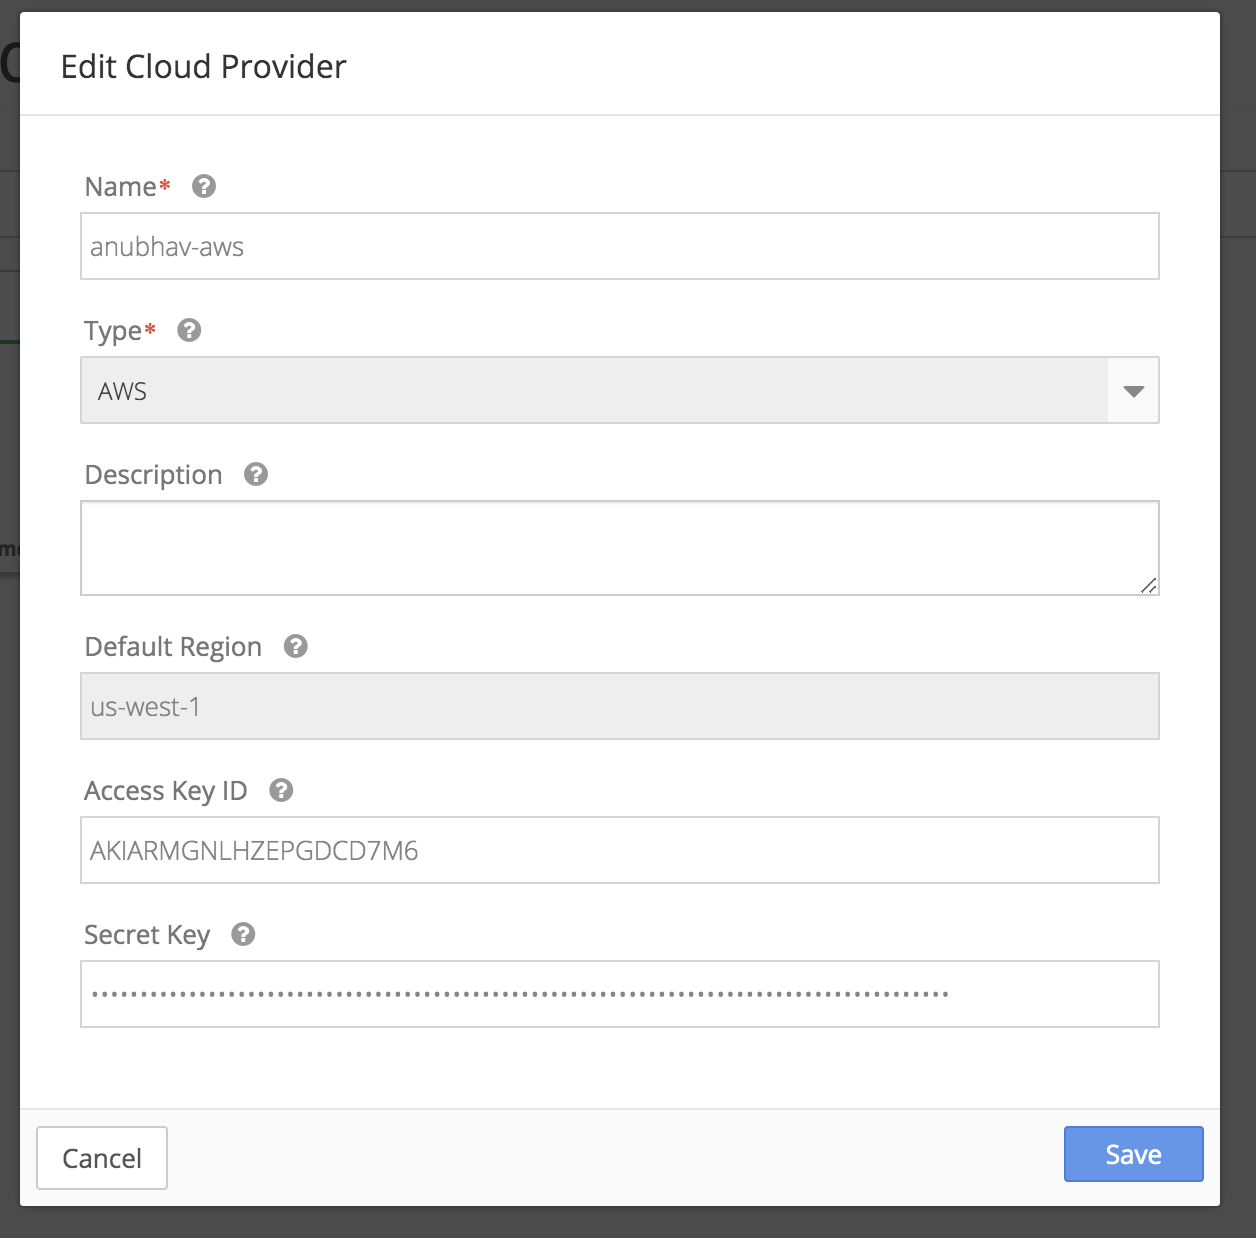 Edit Cloud Provider
Name*
anubhav-aws
Type*
AWS
Description
Default Region
us-west-1
Access Key ID
AKIARMGNLHZEPGDCD7M6
Secret Key
Cancel
Save